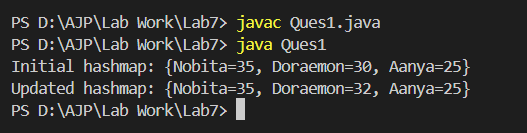 PS D:\AJP\Lab Work\Lab7> javac Ques1.java
PS D:\AJP\Lab Work\Lab7> java Ques1
Initial hashmap: {Nobita=35, Doraemon=30, Aanya=25}
Updated hashmap: {Nobita=35, Doraemon=32, Aanya=25}
PS D:\AJP\Lab Work\Lab7>